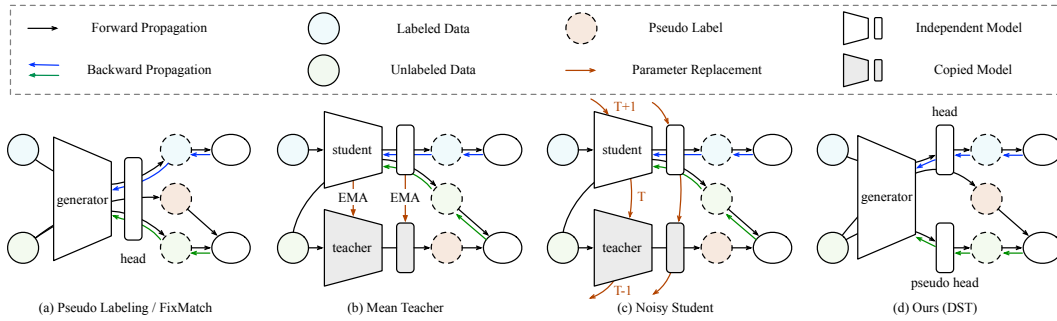 Forward Propagation
Labeled Data
Pseudo Label
Independent Model
Backward Propagation
Unlabeled Data
Parameter Replacement
Copied Model
generator
head
(a) Pseudo Labeling / FixMatch
student
EMA
EMA
teacher
(b) Mean Teacher
T+1
student
T
teacher
T-1
(c) Noisy Student
head
generator
pseudo head
(d) Ours (DST)